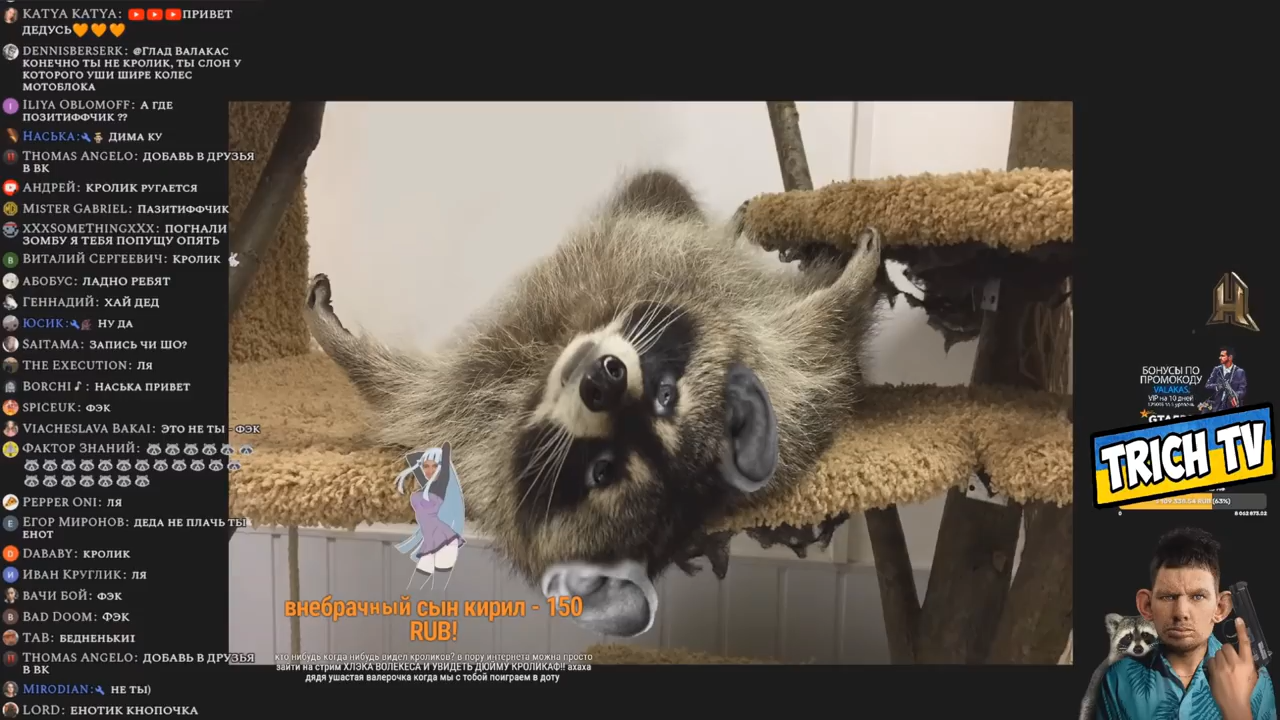 KATYA KATYA: ПРИВЕТ
ДЕДУСЬ
DENNISBERSERK: @ГЛАД ВАЛАКАС
КОНЕЧНО ТЫ НЕ КРОЛИК, ТЫ СЛОН У
КОТОРОГО УШИ ШИРЕ КОЛЕС
МОТОБЛОКА
ILIYA OBLOMOFF: А ГДЕ
ПОЗИТИФФЧИК ??
НАСЬКА: ДИМА КУ
THOMAS ANGELO: ДОБАВЬ В ДРУЗЬЯ
В ВК
АНДРЕЙ: КРОЛИК РУГАЕТСЯ
MISTER GABRIEL: ПАЗИТИФФЧИК
XXXSOMETHINGXXX: ПОГНАЛИ
ЗОМБУ Я ТЕБЯ ПОПУЩУ ОПЯТЬ
ВИТАЛИЙ СЕРГЕЕВИЧ: КРОЛИК
АБОБУС: ЛАДНО РЕБЯТ
ГЕННАДИЙ: ХАЙ ДЕД
ЮСИК: НУ ДА
SAITAMA: ЗАПИСЬ ЧИ ШО?
THE EXECUTION: ЛЯ
BORCHI ♪: НАСЬКА ПРИВЕТ
SPICEUK: ФЭК
VIACHESLAVA BAKAI: ЭТО НЕ ТЫ - ФЭК
ФАКТОР ЗНАНИЙ:
PEPPER ONI: ЛЯ
ЕГОР МИРОНОВ: ДЕДА НЕ ПЛАЧЬ ТЫ
ЕНОТ
DABABY: КРОЛИК
ИВАН КРУГЛИК: ЛЯ
ВАЧИ БОЙ: ФЭК
BAD DOOM: ФЭК
ТАВ: БЕДНЕНЬКИ1
THOMAS ANGELO: ДОБАВЬ В ДРУЗЬЯ
В ВК
MIRODIAN: НЕ ТЫ)
LORD: ЕНОТИК КНОПОЧКА
внебрачный сын кирил - 150
RUB!
кто нибудь когда нибудь видел кроликов? в пору интернета можна просто
зайти на стрим ХЛЭКА ВОЛЕКЕСА И УВИДЕТЬ ДЮЙМУ КРОЛИКАФ!! ахаха
дядя ушастая валерочка когда мы с тобой поиграем в доту
БОНУСЫ ПО
ПРОМОКОДУ
VALAKAS.
VIP на 10 дней
TRICH TV